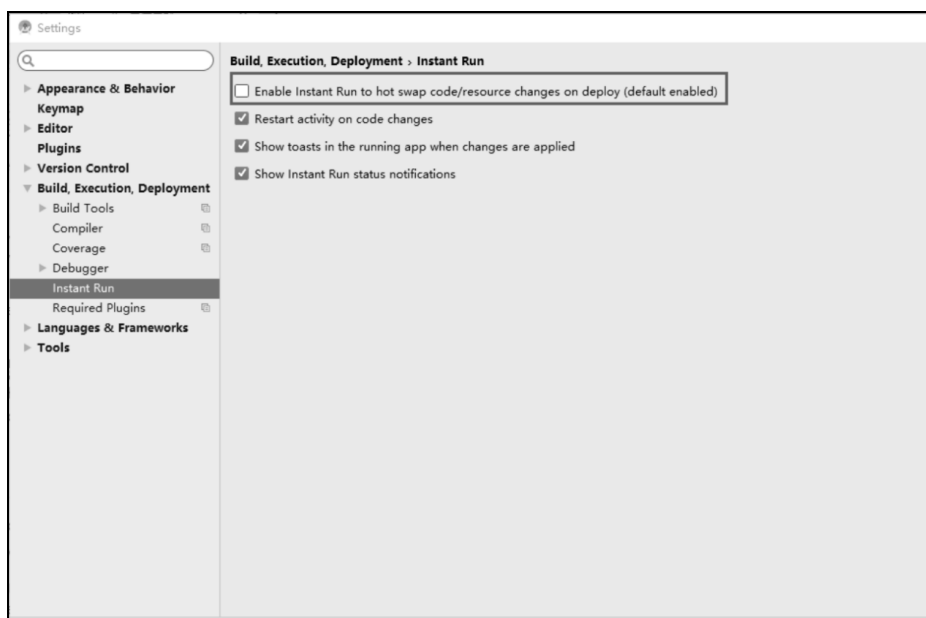 Settings
Build, Execution, Deployment › Instant Run
Appearance & Behavior
Enable Instant Run to hot swap code/resource changes on deploy (default enabled)
Keymap
Restart activity on code changes
Editor
Plugins
Show toasts in the running app when changes are applied
Version Control
Show Instant Run status notifications
Build, Execution, Deployment
Build Tools
Compiler
Coverage
Debugger
Instant Run
Required Plugins
Languages & Frameworks
Tools